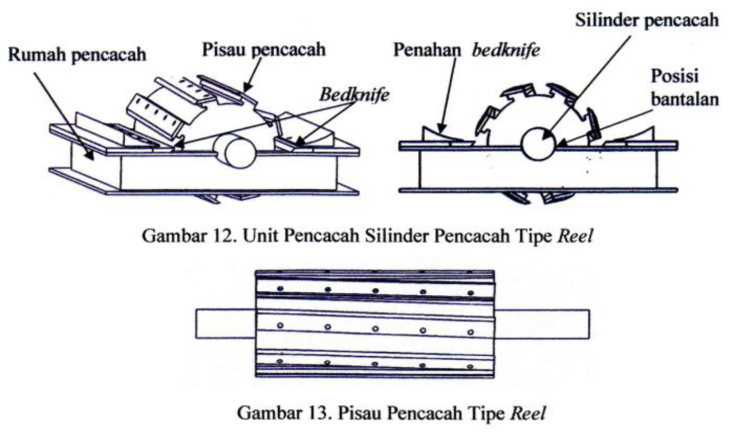 Silinder pencacah
Rumah pencacah
Pisau pencacah
Penahan bedknife
Bedknife
Posisi
bantalan
Gambar 12. Unit Pencacah Silinder Pencacah Tipe Reel
Gambar 13. Pisau Pencacah Tipe Reel